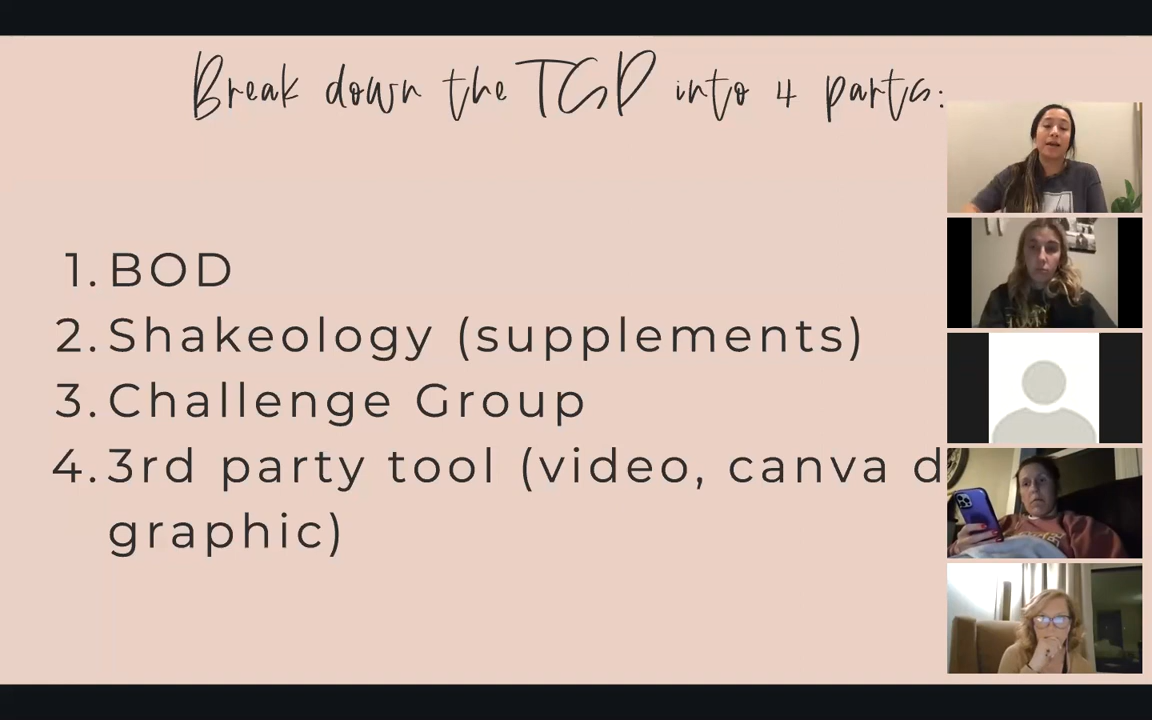 Break down the TGD into 4 parts:
1. BOD
2. Shakeology (supplements)
3. Challenge Group
4. 3rd party tool (video, canva d
graphic)